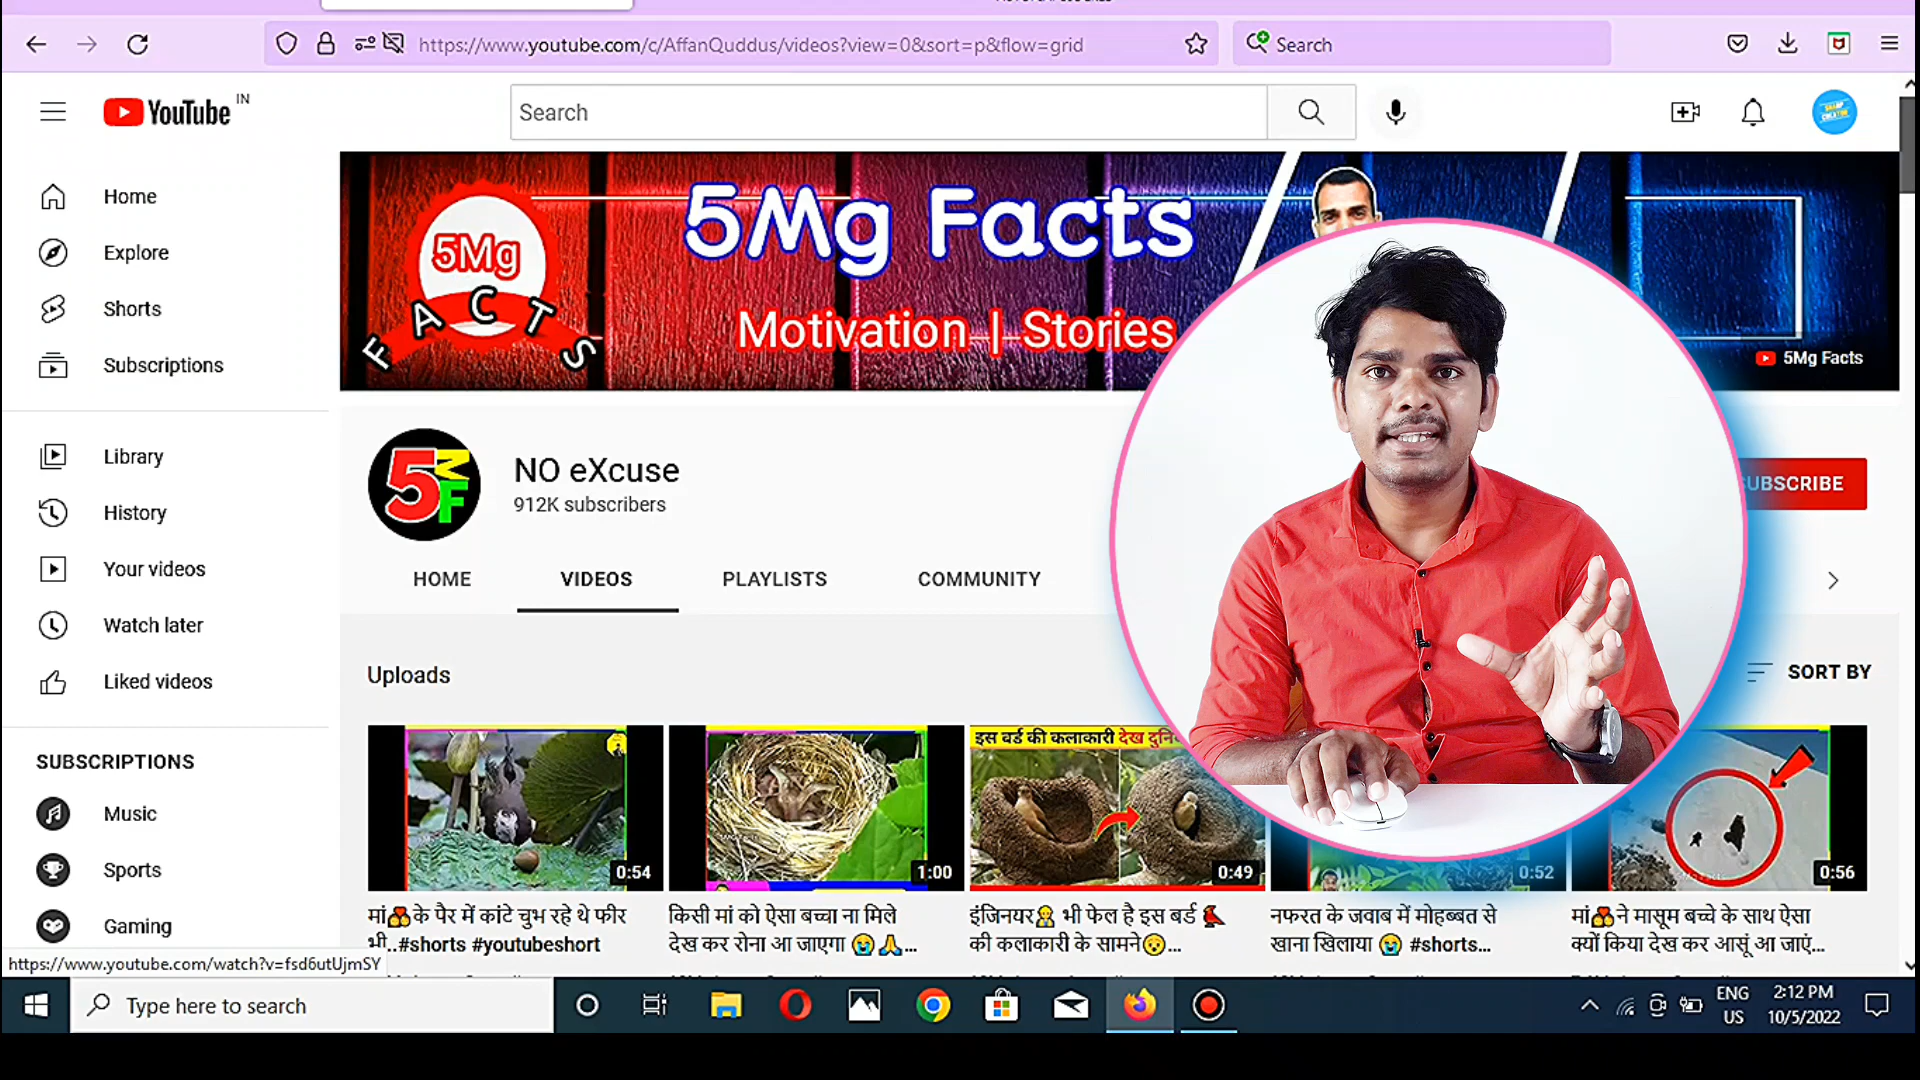 https://www.youtube.com/c/AffanQuddus/videos?view=0&sort=p&flow=grid
Search
YouTube IN
Search
Home
Explore
Shorts
Subscriptions
Library
History
Your videos
Watch later
Liked videos
SUBSCRIPTIONS
Music
Sports
Gaming
https://www.youtube.com/watch?v=fsd6utUjmSY
5Mg
FACTS
5Mg Facts
Motivation | Stories
5Mg Facts
5MF
NO eXcuse
912K subscribers
UBSCRIBE
HOME VIDEOS PLAYLISTS COMMUNITY
Uploads
SORT BY
इस बर्ड की कलाकारी देख
0:54
1:00
0:49
0:52
0:56
मां के पैर में कांटे चुभ रहे थे फीर
भी..#shorts #youtubeshort
किसी मां को ऐसा बच्चा ना मिले
देख कर रोना आ जाएगा 😭🙏...
इंजिनयर भी फेल है इस बर्ड
की कलाकारी के सामने😯...
नफरत के जवाब में मोहब्बत से
खाना खिलाया 😭 #shorts...
मां ने मासूम बच्चे के साथ ऐसा
क्यों किया देख कर आसूं आ जाएं...
Type here to search
ENG
US
2:12 PM
10/5/2022